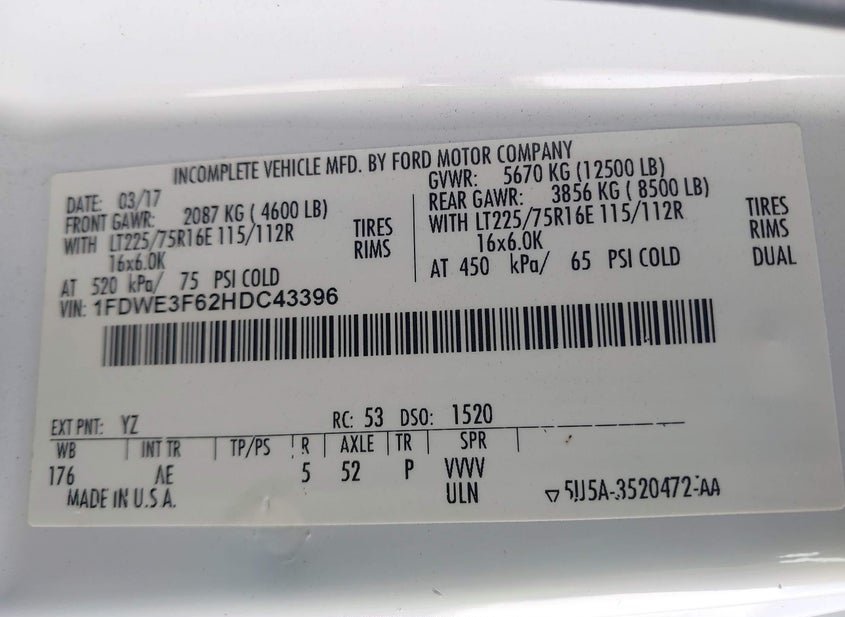 INCOMPLETE VEHICLE MFD. BY FORD MOTOR COMPANY
DATE: 03/17 GVWR: 5670 KG (12500 LB)
FRONT GAWR: 2087 KG ( 4600 LB) REAR GAWR: 3856 KG ( 8500 LB)
WITH LT225/75R16E 115/112R TIRES WITH LT225/75R16E 115/112R TIRES
16x6.0K RIMS 16x6.0K RIMS
AT 520 kPa/ 75 PSI COLD AT 450 kPa/ 65 PSI COLD DUAL
VIN: 1FDWE3F62HDC43396
EXT PNT: YZ RC: 53 DSO: 1520
WB INT TR TP/PS R AXLE TR SPR
176 AE 5 52 P VVVV
MADE IN U.S.A. ULN 5U5A-3520472-AA